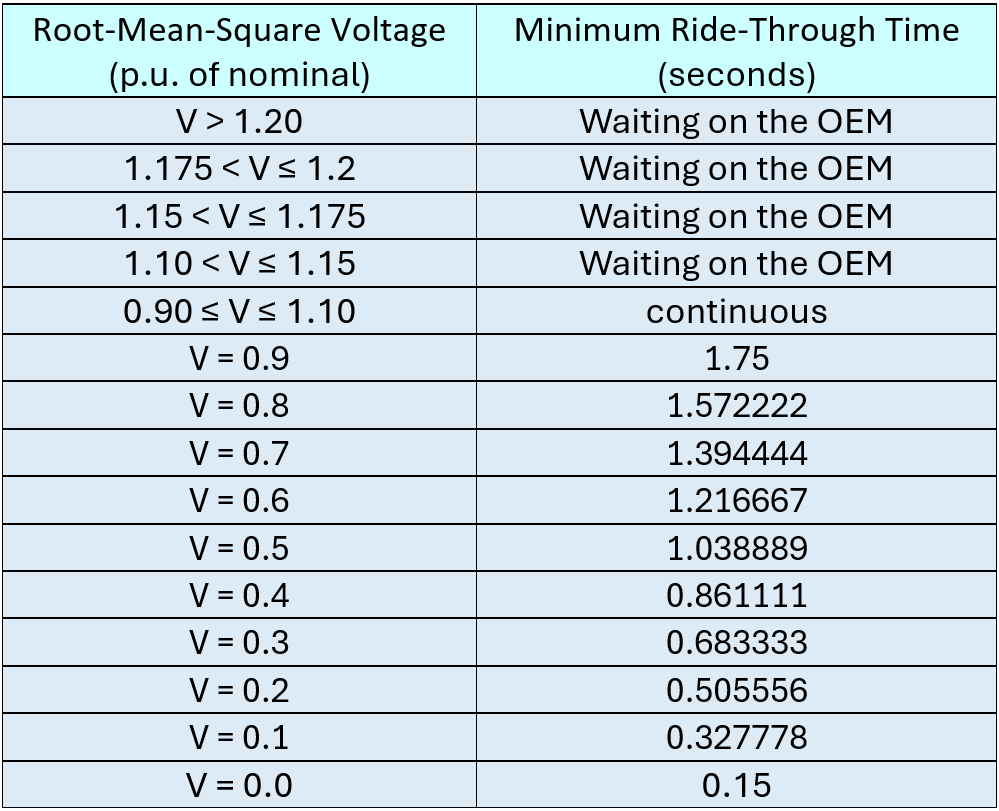 Root-Mean-Square Voltage
(p.u. of nominal)
Minimum Ride-Through Time
(seconds)
V > 1.20 Waiting on the OEM
1.175 < V ≤ 1.2 Waiting on the OEM
1.15 < V ≤ 1.175 Waiting on the OEM
1.10 < V ≤ 1.15 Waiting on the OEM
0.90 ≤ V ≤ 1.10 continuous
V = 0.9 1.75
V = 0.8 1.572222
V = 0.7 1.394444
V = 0.6 1.216667
V = 0.5 1.038889
V = 0.4 0.861111
V = 0.3 0.683333
V = 0.2 0.505556
V = 0.1 0.327778
V = 0.0 0.15